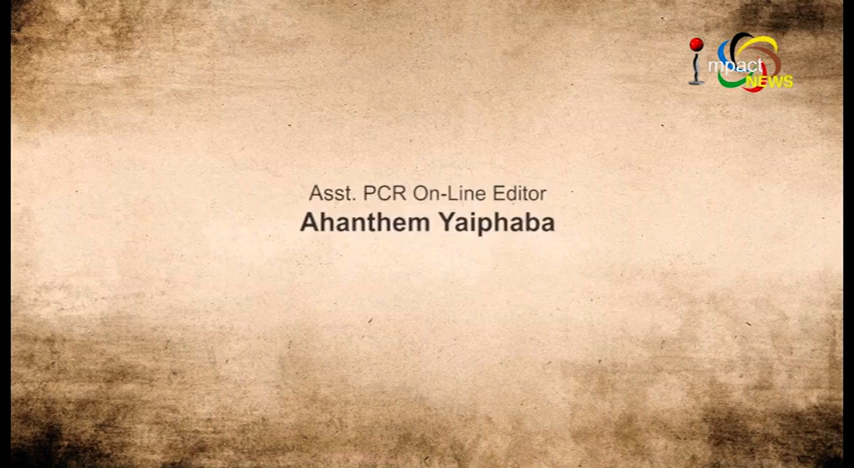 impact
NEWS
Asst. PCR On-Line Editor
Ahanthem Yaiphaba